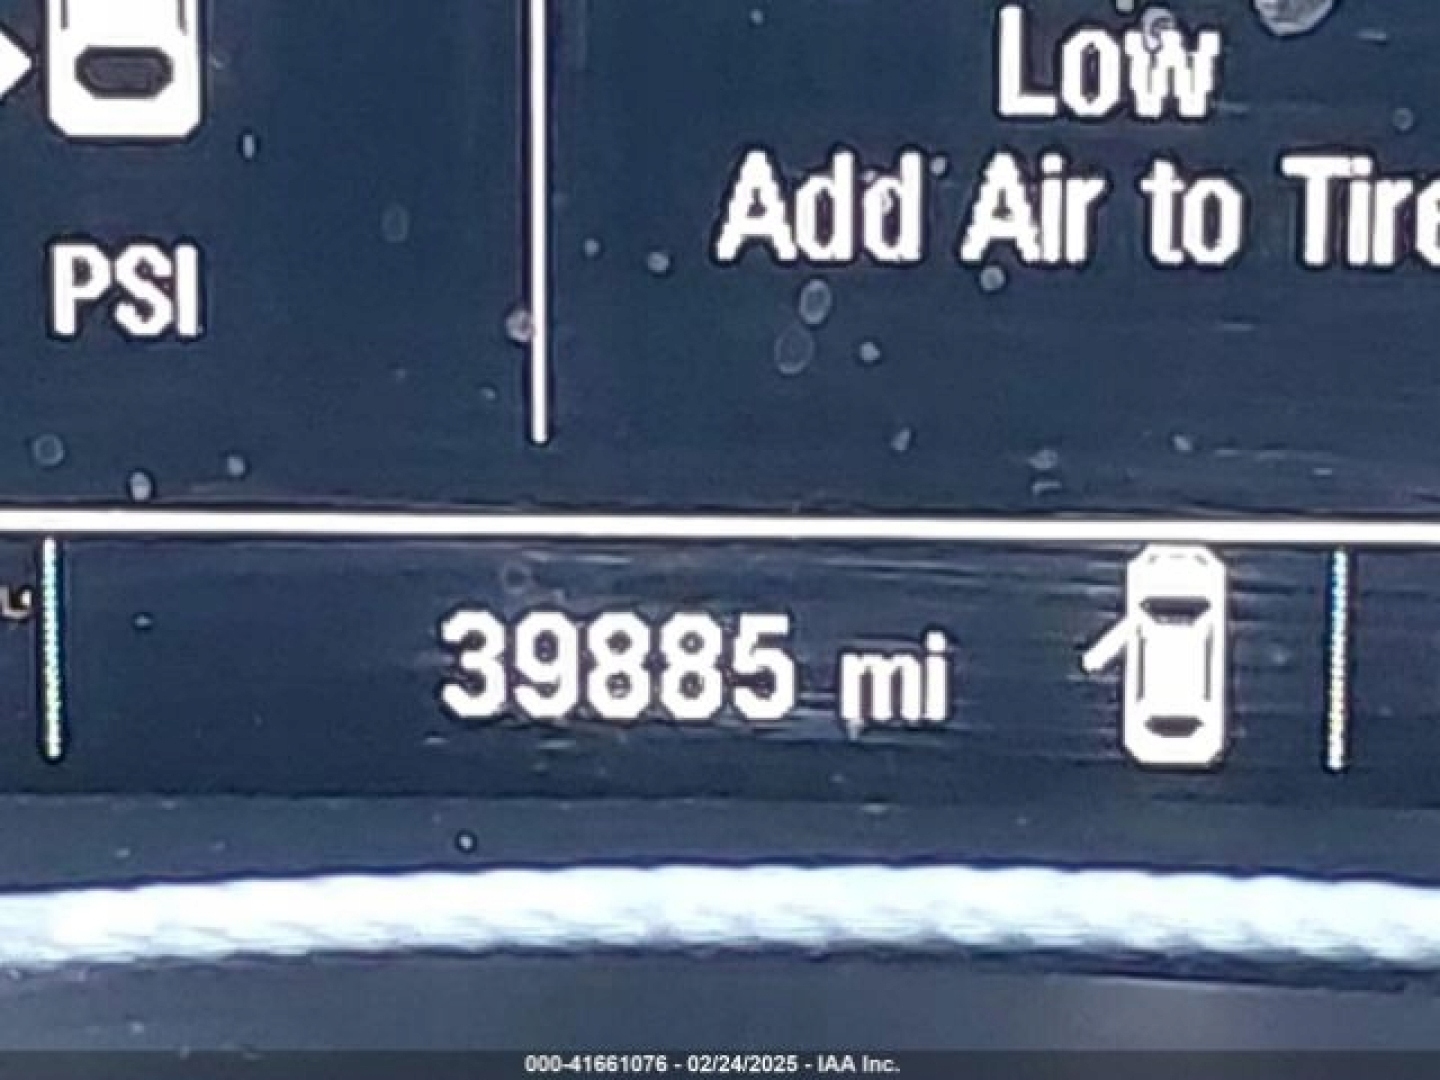 Low
Add Air to Tire
PSI
39885 mi
000-41661076 - 02/24/2025 - IAA Inc.